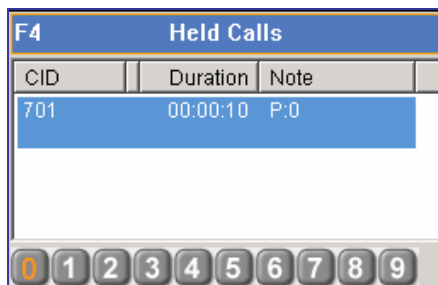 F4 Held Calls
CID Duration Note
701 00:00:10 P:0
0 1 2 3 4 5 6 7 8 9